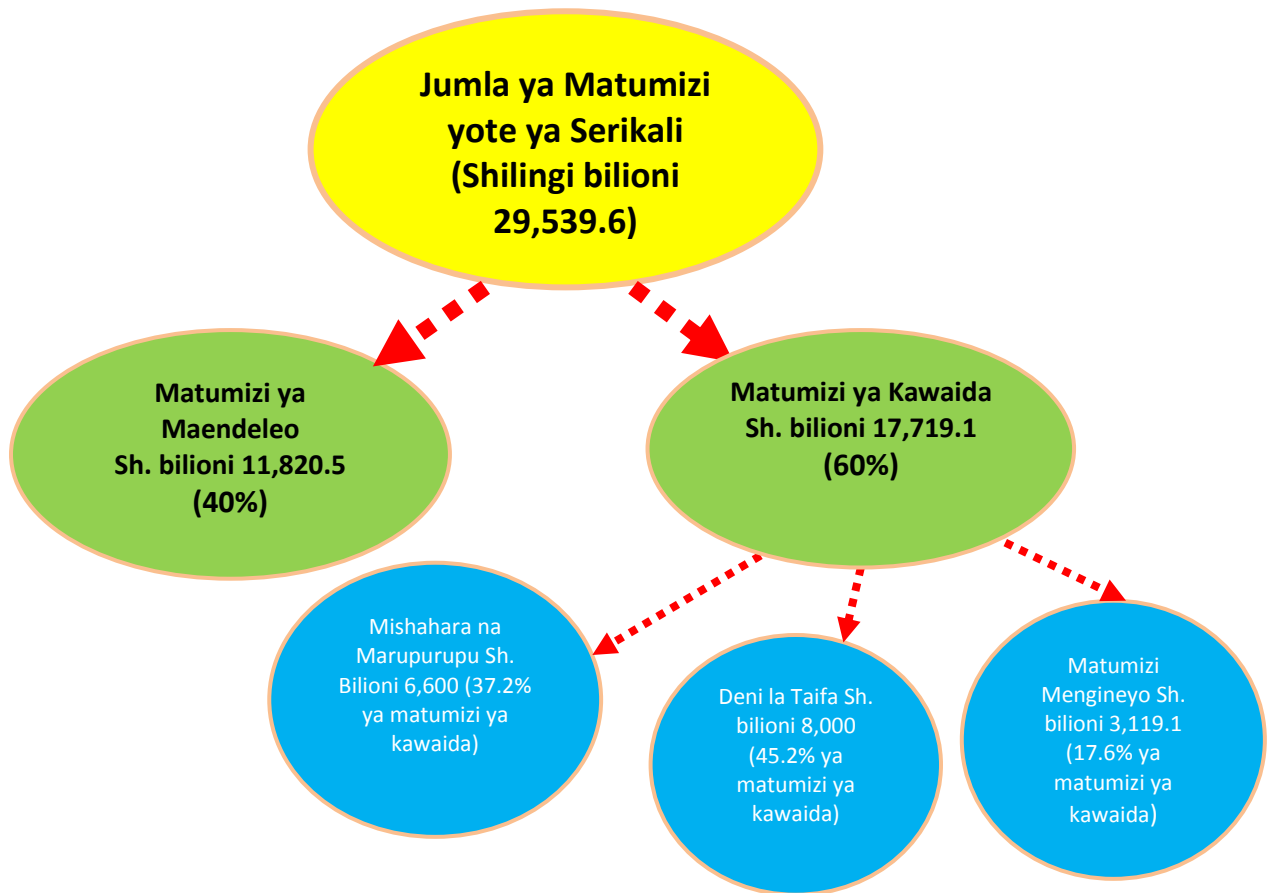 Jumla ya Matumizi
yote ya Serikali
(Shilingi bilioni
29,539.6)
Matumizi ya
Maendeleo
Sh. bilioni 11,820.5
(40%)
Matumizi ya Kawaida
Sh. bilioni 17,719.1
(60%)
Mishahara na
Marupurupu Sh.
Bilioni 6,600 (37.2%
ya matumizi ya
kawaida)
Deni la Taifa Sh.
bilioni 8,000
(45.2% ya
matumizi ya
kawaida)
Matumizi
Mengineyo Sh.
bilioni 3,119.1
(17.6% ya
matumizi ya
kawaida)